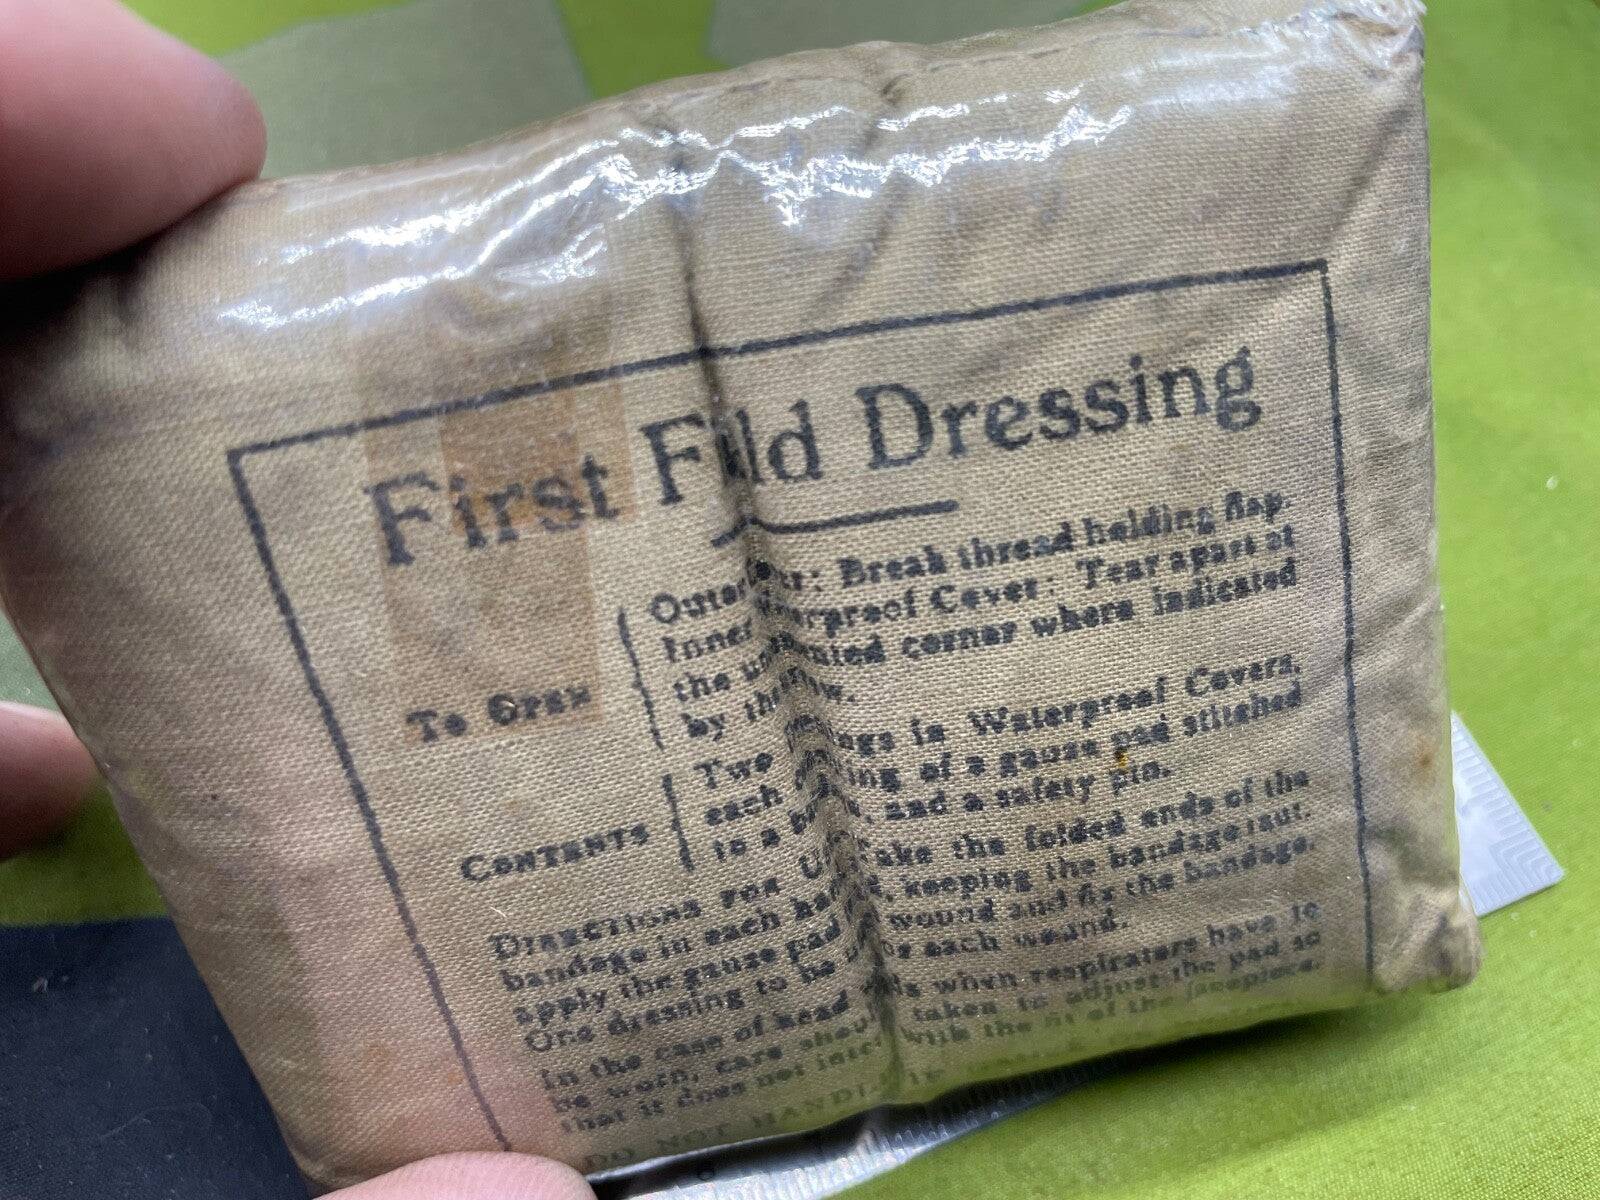 First Field Dressing
To Open
Outer Cover: Break thread holding flap.
Inner Waterproof Cover: Tear apart at
the uncemented corner where indicated
by the arrow.
Contents
Two dressings in Waterproof Covers,
each consisting of a gauze pad stitched
to a bandage, and a safety pin.
Directions for Use: Take the folded ends of the
bandage in each hand, keeping the bandage taut,
apply the gauze pad to wound and fix the bandage.
One dressing to be used for each wound.
In the case of head wounds when respirators have to
be worn, care should be taken to adjust the pad so
that it does not interfere with the fit of the facepiece.
DO NOT HANDLE